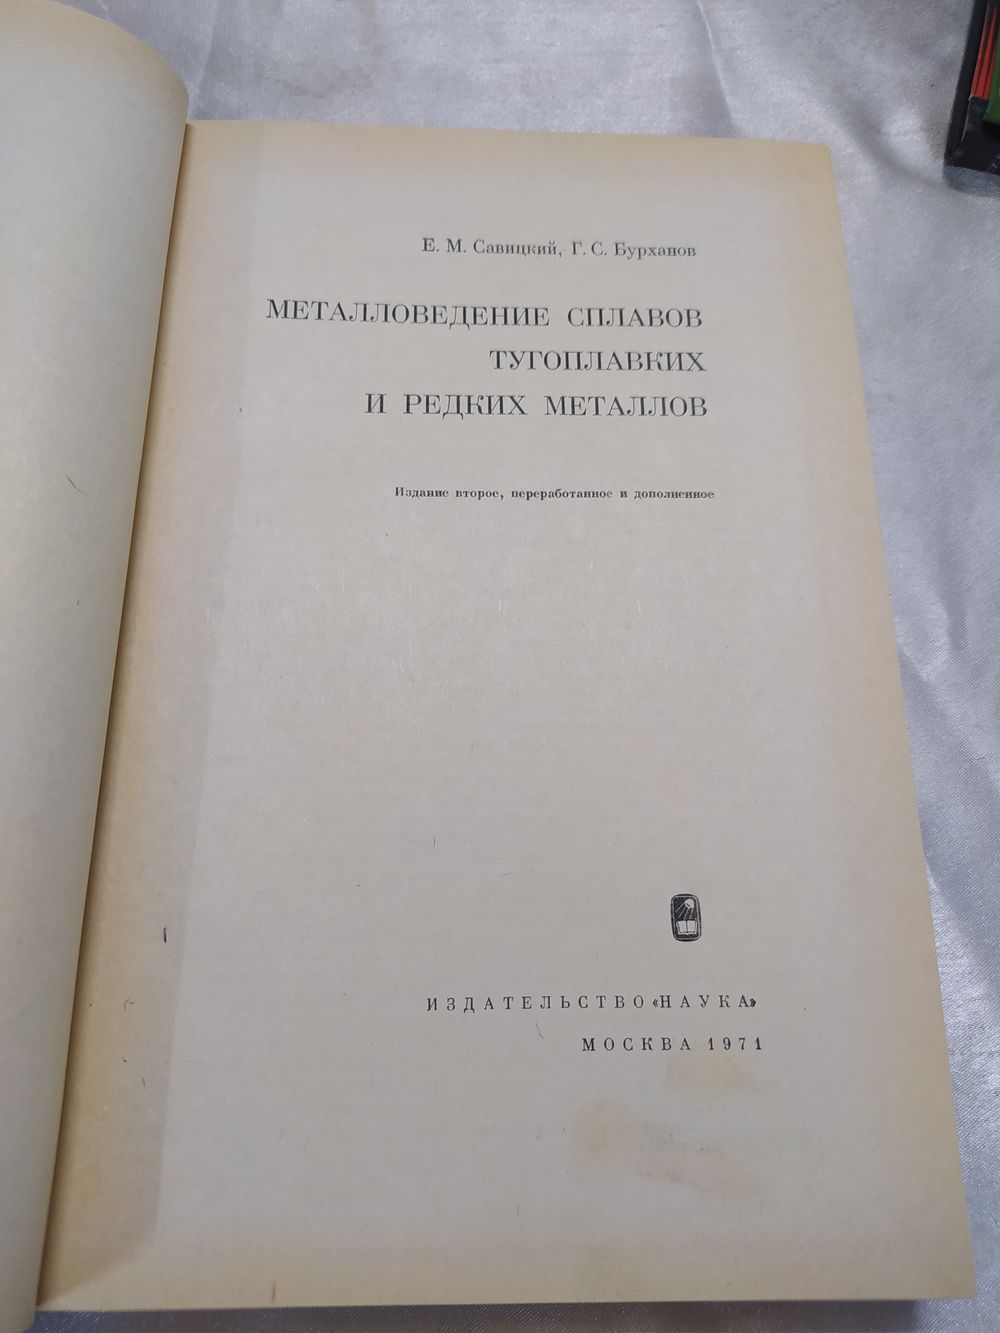 Е. М. Савицкий, Г. С. Бурханов
МЕТАЛЛОВЕДЕНИЕ СПЛАВОВ
ТУГОПЛАВКИХ
И РЕДКИХ МЕТАЛЛОВ
Издание второе, переработанное и дополненное
ИЗДАТЕЛЬСТВО «НАУКА»
МОСКВА 1971